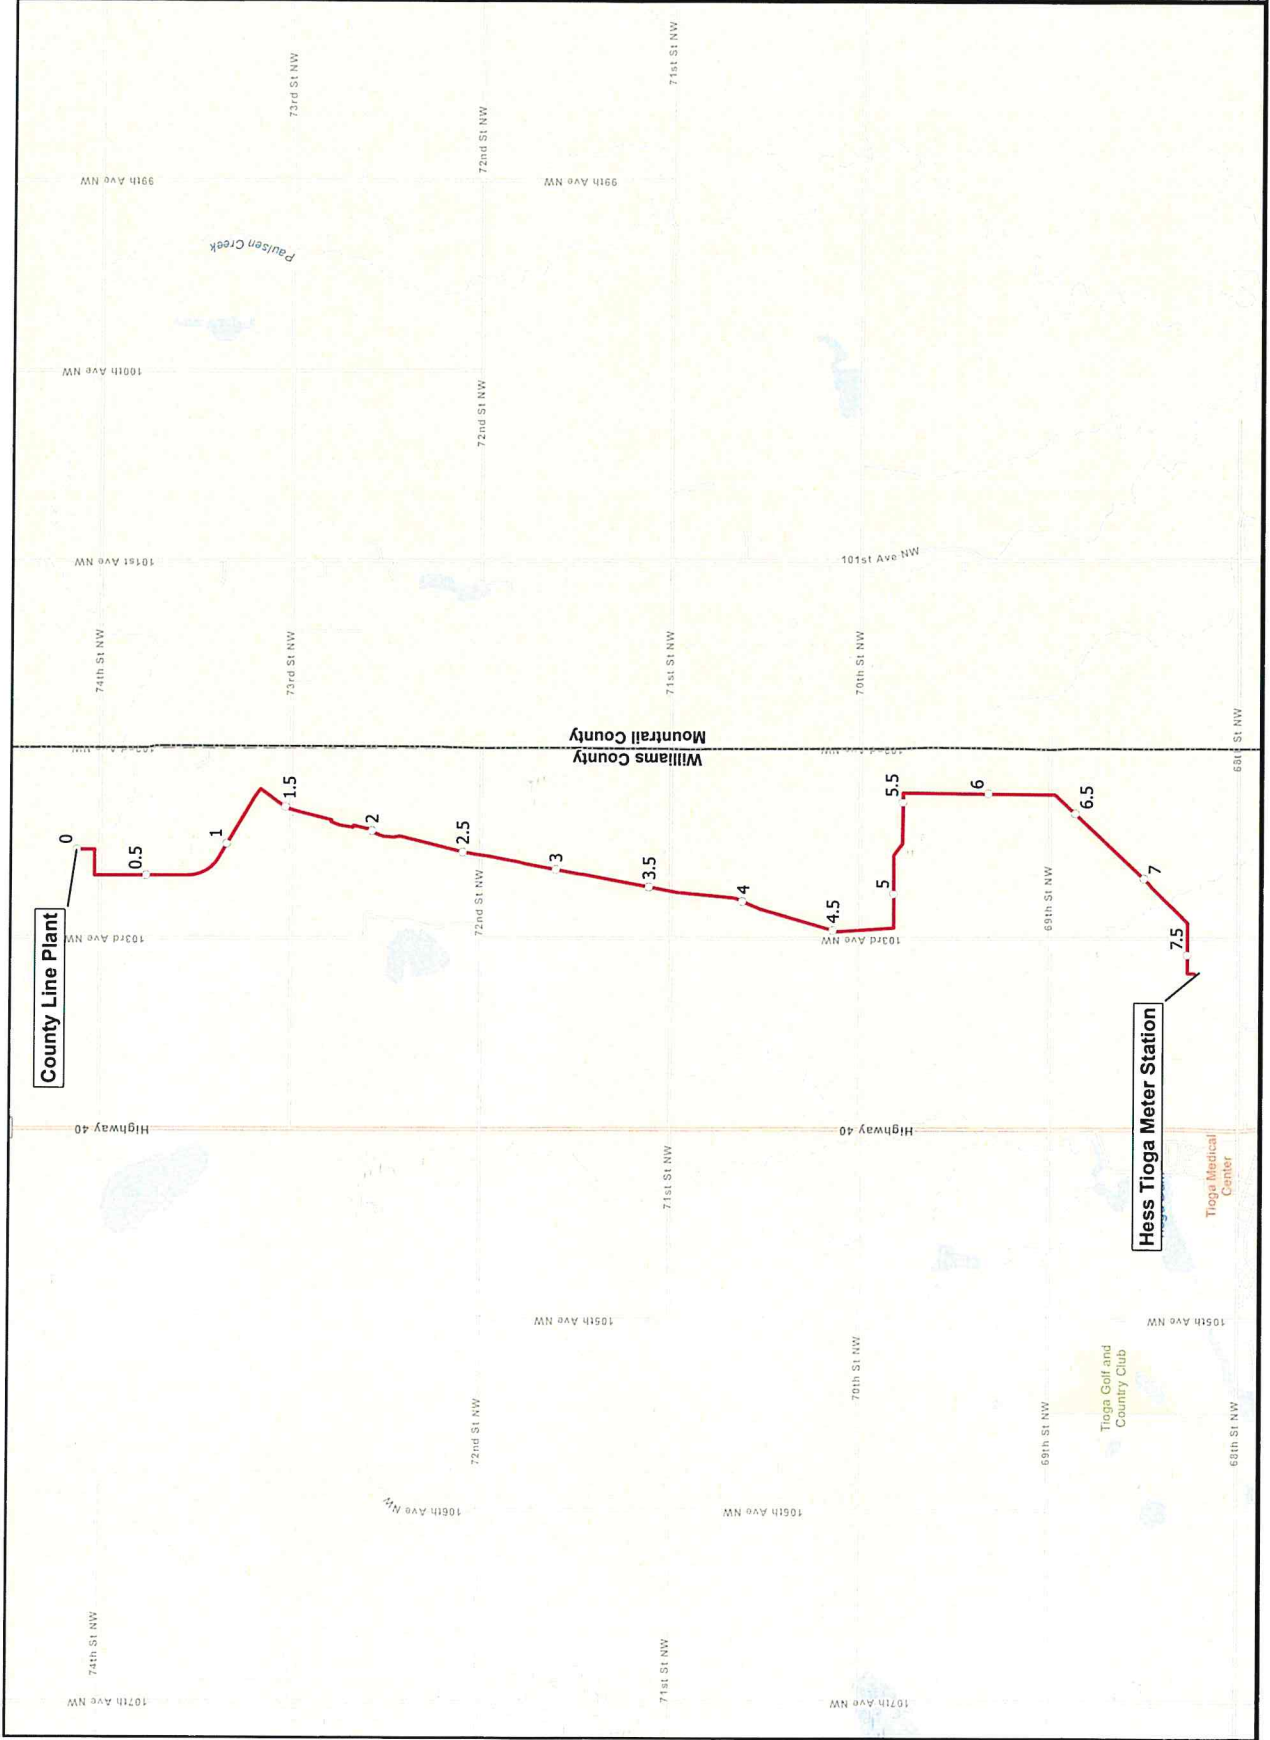 73rd St NW
71st St NW
72nd St NW
99th Ave NW
99th Ave NW
Paulsen Creek
100th Ave NW
72nd St NW
101st Ave NW
101st Ave NW
74th St NW
73rd St NW
71st St NW
70th St NW
68th St NW
Mountrail County
Williams County
0
0.5
1
1.5
2
2.5
3
3.5
4
4.5
5
5.5
6
6.5
7
7.5
County Line Plant
103rd Ave NW
72nd St NW
103rd Ave NW
69th St NW
Hess Tioga Meter Station
Highway 40
Highway 40
71st St NW
Tioga Medical
Center
105th Ave NW
105th Ave NW
70th St NW
Tioga Golf and
Country Club
72nd St NW
69th St NW
68th St NW
106th Ave NW
106th Ave NW
74th St NW
71st St NW
107th Ave NW
107th Ave NW